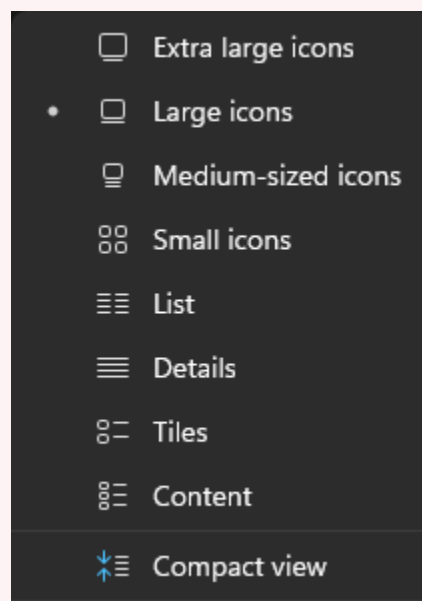 Extra large icons
Large icons
Medium-sized icons
Small icons
List
Details
Tiles
Content
Compact view